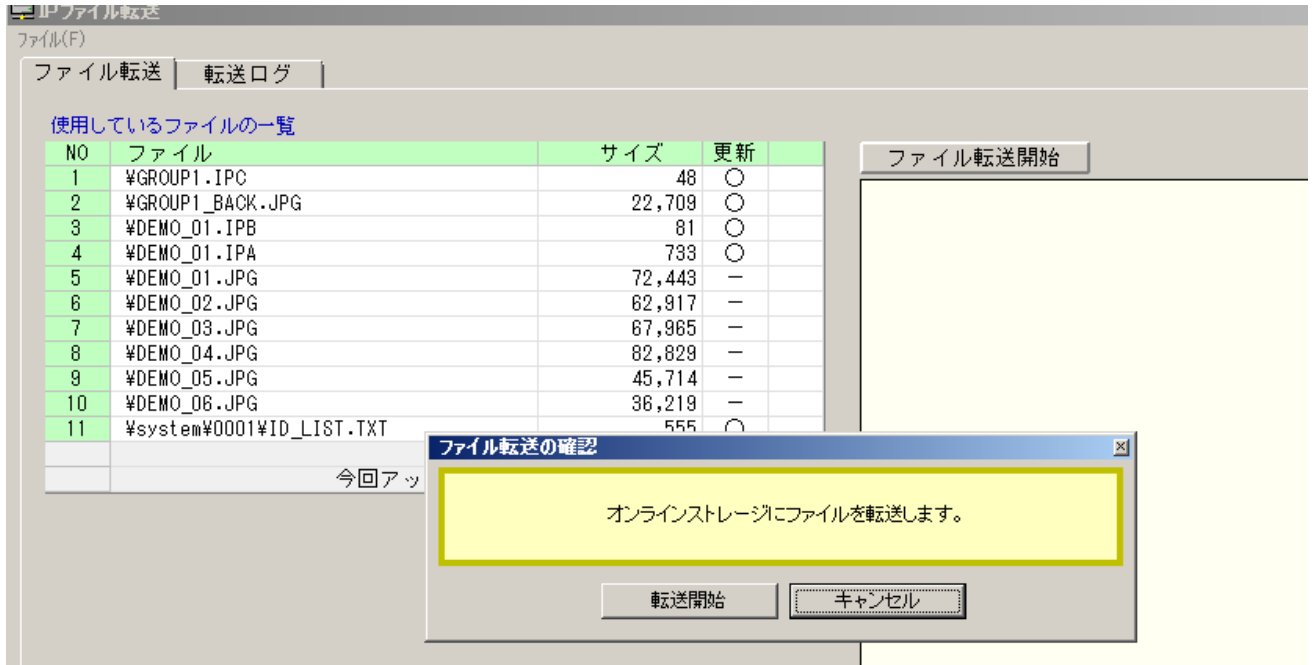 IPファイル転送
ファイル(F)
ファイル転送 転送ログ
使用しているファイルの一覧
NO ファイル サイズ 更新
ファイル転送開始
1 ¥GROUP1.IPC 48 ○
2 ¥GROUP1_BACK.JPG 22,709 ○
3 ¥DEMO_01.IPB 81 ○
4 ¥DEMO_01.IPA 733 ○
5 ¥DEMO_01.JPG 72,443 －
6 ¥DEMO_02.JPG 62,917 －
7 ¥DEMO_03.JPG 67,965 －
8 ¥DEMO_04.JPG 82,829 －
9 ¥DEMO_05.JPG 45,714 －
10 ¥DEMO_06.JPG 36,219 －
11 ¥system¥0001¥ID_LIST.TXT 555 ○
今回アッ
ファイル転送の確認
オンラインストレージにファイルを転送します。
転送開始 キャンセル